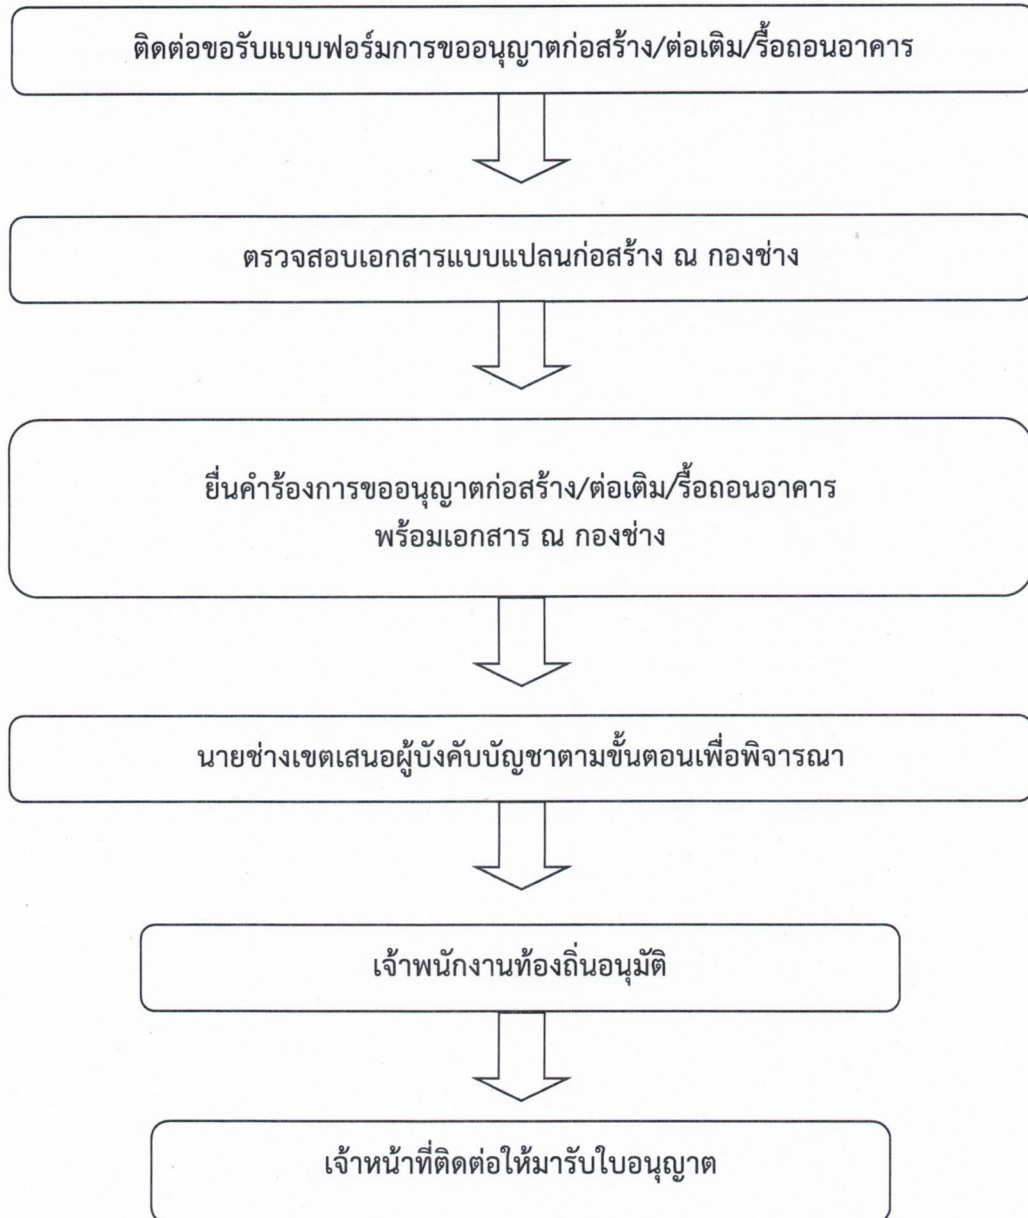 ติดต่อขอรับแบบฟอร์มการขออนุญาตก่อสร้าง/ต่อเติม/รื้อถอนอาคาร
ตรวจสอบเอกสารแบบแปลนก่อสร้าง ณ กองช่าง
ยื่นคำร้องการขออนุญาตก่อสร้าง/ต่อเติม/รื้อถอนอาคาร
พร้อมเอกสาร ณ กองช่าง
นายช่างเขตเสนอผู้บังคับบัญชาตามขั้นตอนเพื่อพิจารณา
เจ้าพนักงานท้องถิ่นอนุมัติ
เจ้าหน้าที่ติดต่อให้มารับใบอนุญาต